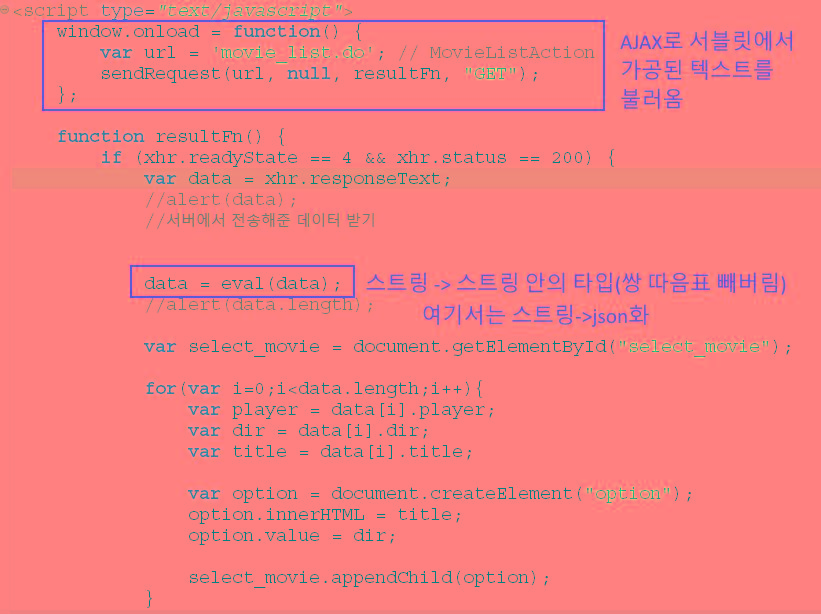 <script type="text/javascript">
window.onload = function() {
var url = 'movie_list.do'; // MovieListAction
sendRequest(url, null, resultFn, "GET");
};
AJAX로 서블릿에서
가공된 텍스트를
불러옴
function resultFn() {
if (xhr.readyState == 4 && xhr.status == 200) {
var data = xhr.responseText;
//alert(data);
//서버에서 전송해준 데이터 받기
data = eval(data);
스트링 -> 스트링 안의 타입(쌍 따음표 빼버림)
//alert(data.length);
여기서는 스트링->json화
var select_movie = document.getElementById("select_movie");
for(var i=0;i<data.length;i++){
var player = data[i].player;
var dir = data[i].dir;
var title = data[i].title;
var option = document.createElement("option");
option.innerHTML = title;
option.value = dir;
select_movie.appendChild(option);
}